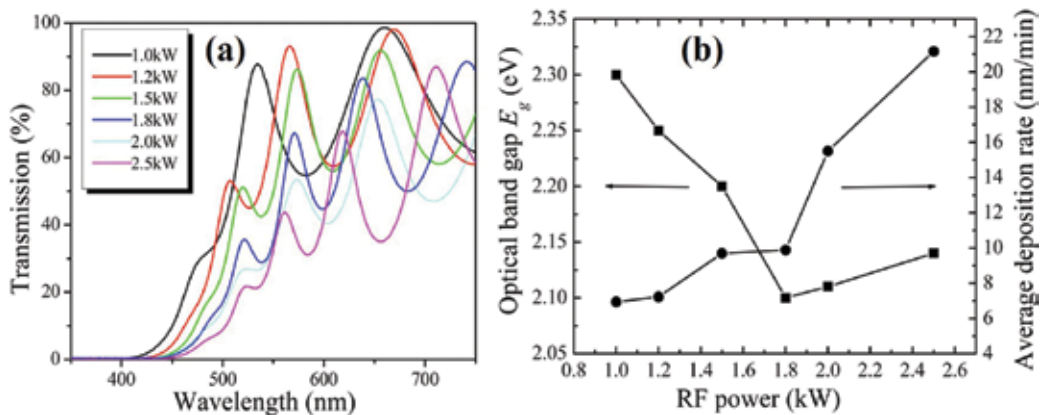 (a)
1.0kW
1.2kW
1.5kW
1.8kW
2.0kW
2.5kW
Transmission (%)
100
80
60
40
20
0
400 500 600 700
Wavelength (nm)
(b)
Optical band gap Eg (eV)
2.35
2.30
2.25
2.20
2.15
2.10
2.05
0.8 1.0 1.2 1.4 1.6 1.8 2.0 2.2 2.4 2.6
RF power (kW)
22
20
18
16
14
12
10
8
6
4
Average deposition rate (nm/min)